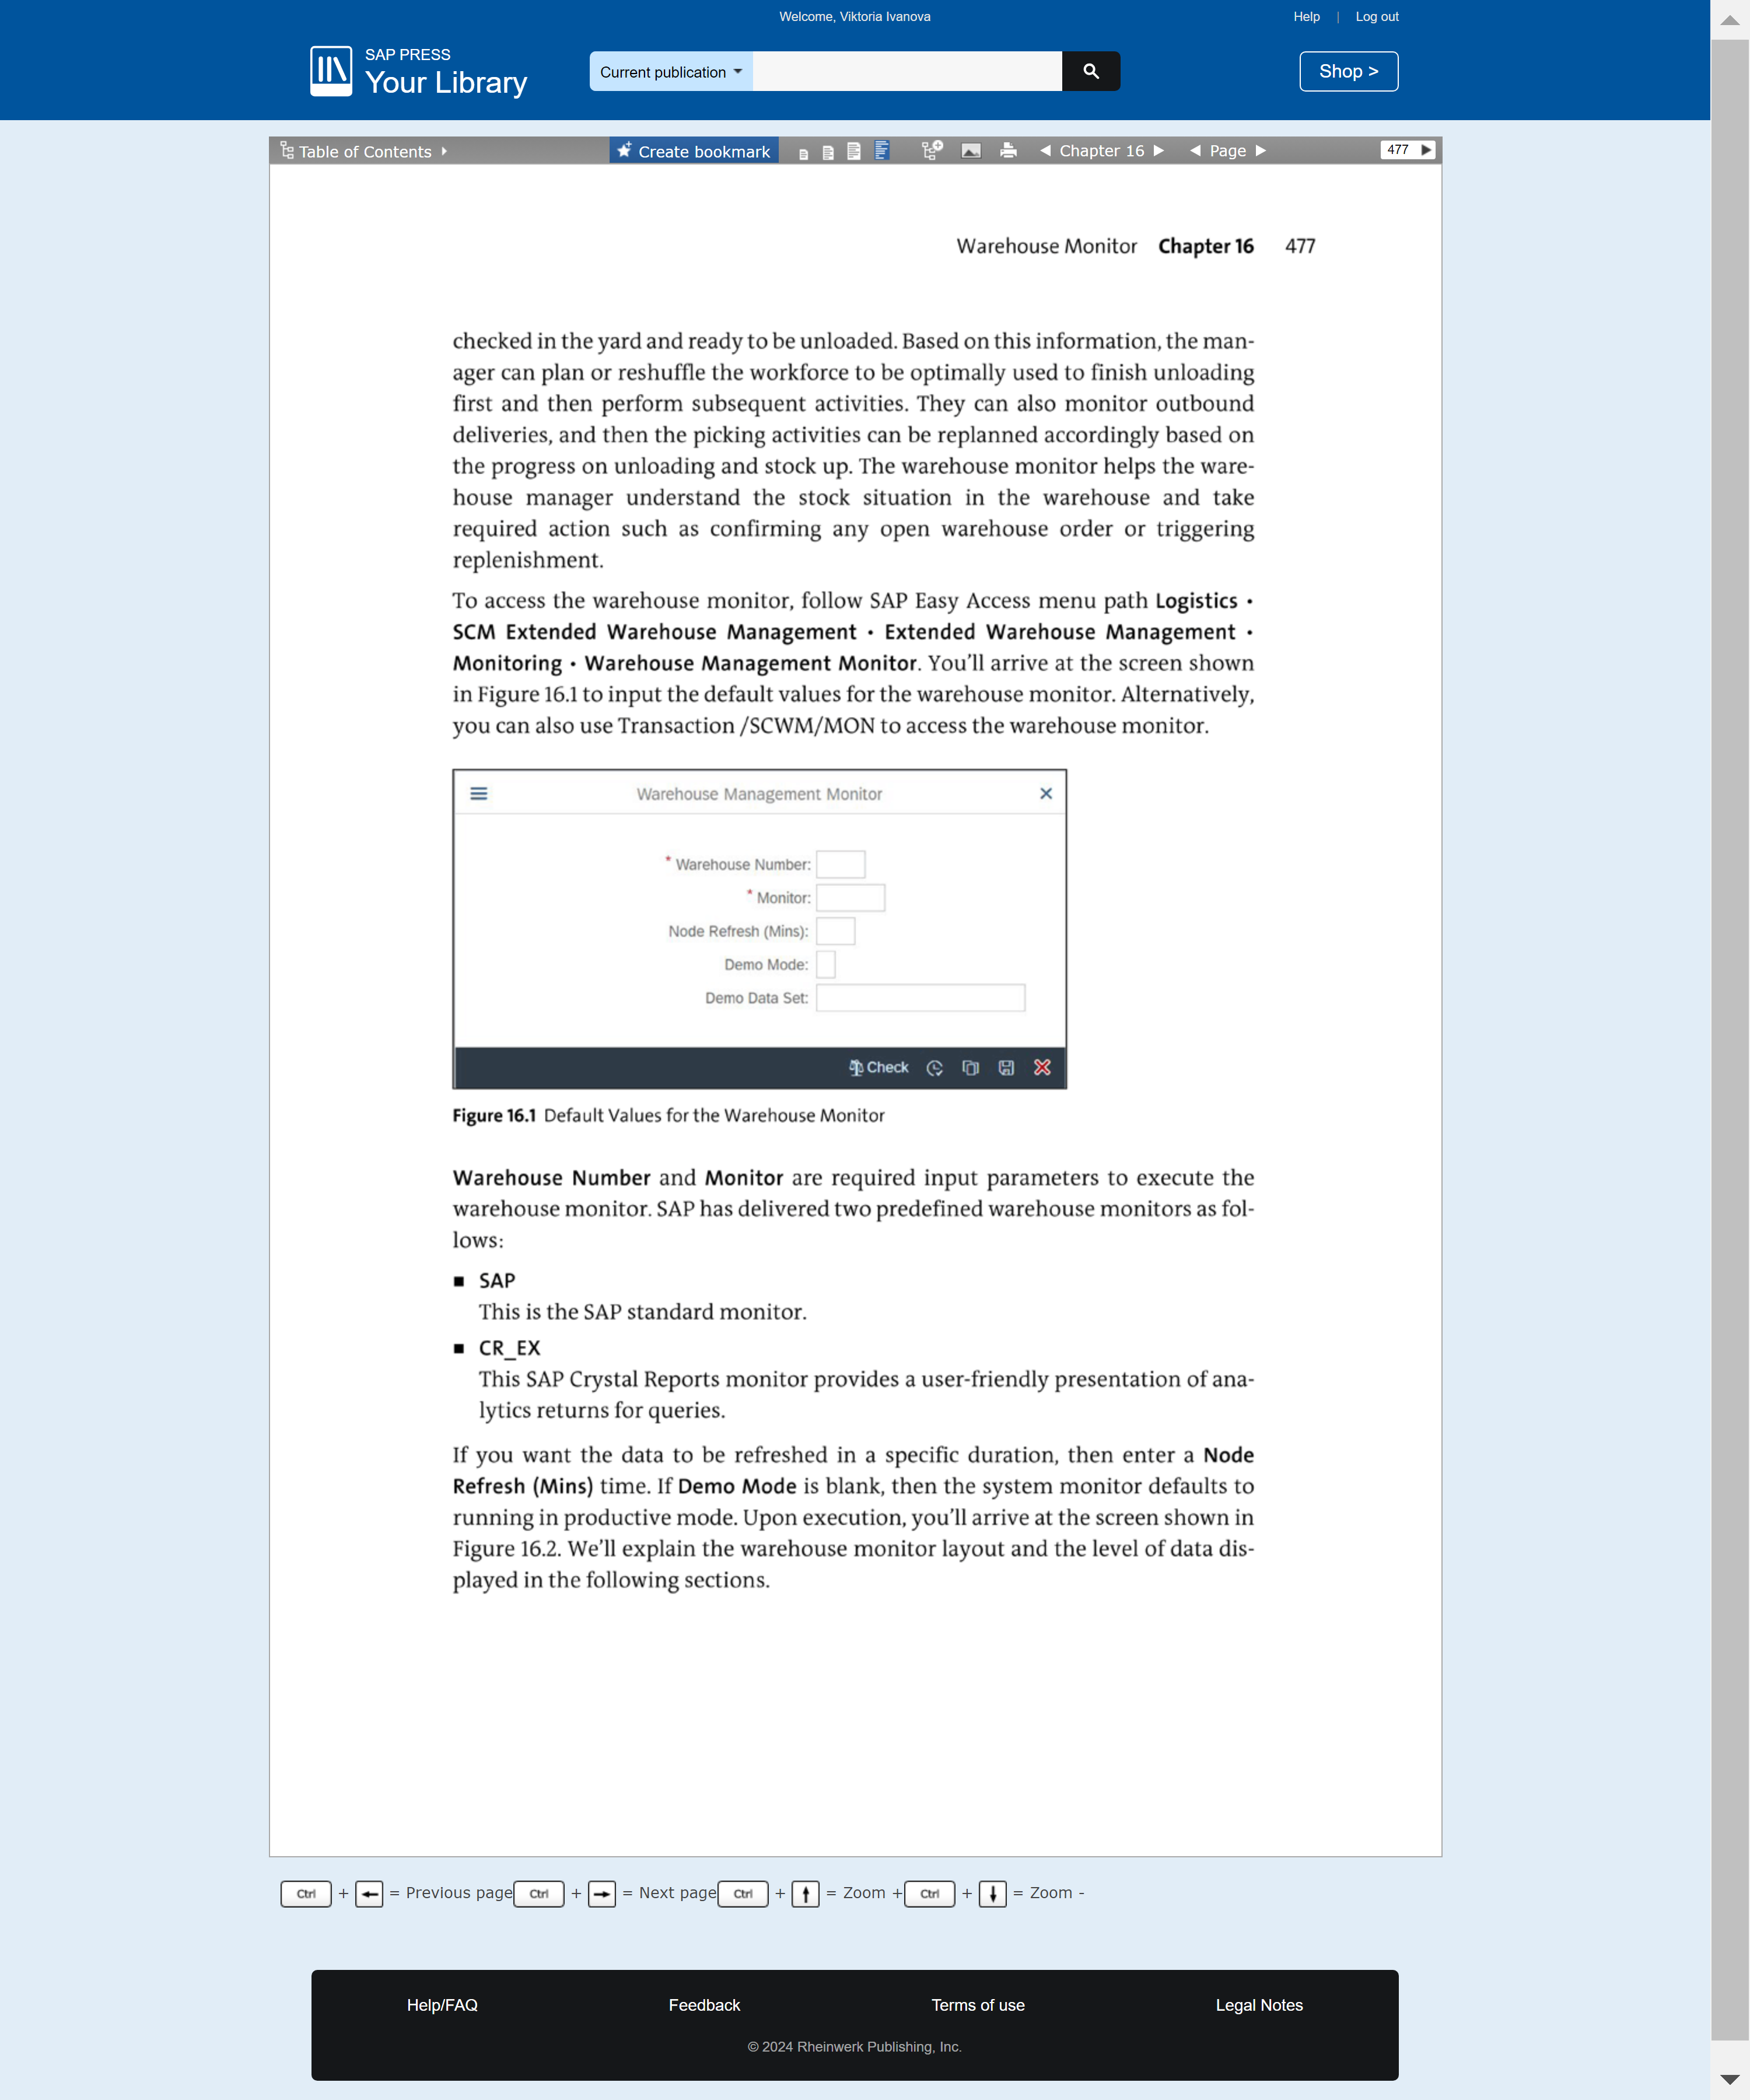 Welcome, Viktoria Ivanova
Help | Log out
SAP PRESS
Your Library
Current publication
Shop >
Table of Contents
Create bookmark
Chapter 16
Page
477
Warehouse Monitor Chapter 16 477
checked in the yard and ready to be unloaded. Based on this information, the man-
ager can plan or reshuffle the workforce to be optimally used to finish unloading
first and then perform subsequent activities. They can also monitor outbound
deliveries, and then the picking activities can be replanned accordingly based on
the progress on unloading and stock up. The warehouse monitor helps the ware-
house manager understand the stock situation in the warehouse and take
required action such as confirming any open warehouse order or triggering
replenishment.
To access the warehouse monitor, follow SAP Easy Access menu path Logistics •
SCM Extended Warehouse Management • Extended Warehouse Management •
Monitoring • Warehouse Management Monitor. You’ll arrive at the screen shown
in Figure 16.1 to input the default values for the warehouse monitor. Alternatively,
you can also use Transaction /SCWM/MON to access the warehouse monitor.
Warehouse Management Monitor
* Warehouse Number:
* Monitor:
Node Refresh (Mins):
Demo Mode:
Demo Data Set:
Check
Figure 16.1 Default Values for the Warehouse Monitor
Warehouse Number and Monitor are required input parameters to execute the
warehouse monitor. SAP has delivered two predefined warehouse monitors as fol-
lows:
■ SAP
This is the SAP standard monitor.
■ CR_EX
This SAP Crystal Reports monitor provides a user-friendly presentation of ana-
lytics returns for queries.
If you want the data to be refreshed in a specific duration, then enter a Node
Refresh (Mins) time. If Demo Mode is blank, then the system monitor defaults to
running in productive mode. Upon execution, you’ll arrive at the screen shown in
Figure 16.2. We’ll explain the warehouse monitor layout and the level of data dis-
played in the following sections.
Ctrl + ← = Previous page Ctrl + → = Next page Ctrl + ↑ = Zoom + Ctrl + ↓ = Zoom -
Help/FAQ Feedback Terms of use Legal Notes
© 2024 Rheinwerk Publishing, Inc.